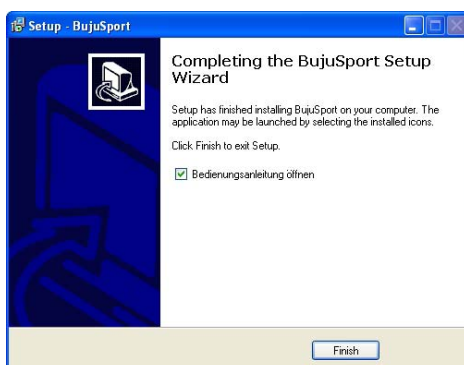 Setup - BujuSport
Completing the BujuSport Setup
Wizard
Setup has finished installing BujuSport on your computer. The
application may be launched by selecting the installed icons.
Click Finish to exit Setup.
Bedienungsanleitung öffnen
Finish